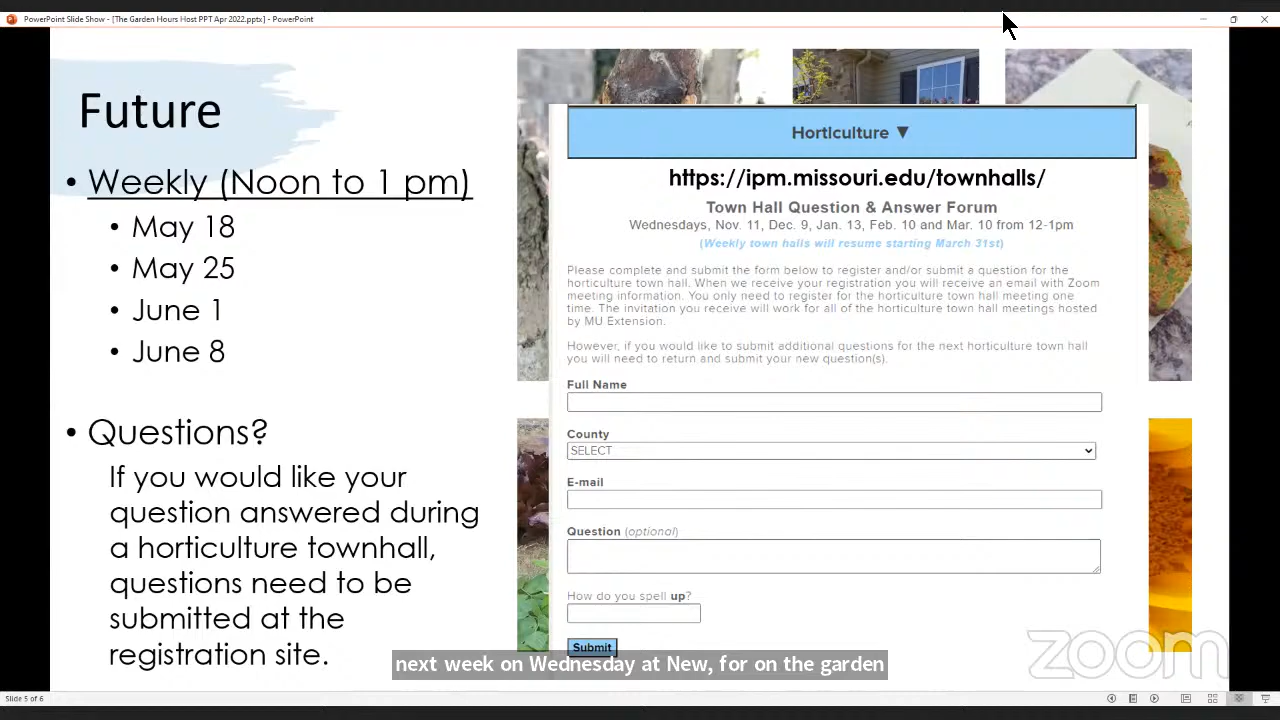 PowerPoint Slide Show - [The Garden Hours Host PPT Apr 2022.pptx] - PowerPoint
Future
• Weekly (Noon to 1 pm)
• May 18
• May 25
• June 1
• June 8
• Questions?
If you would like your
question answered during
a horticulture townhall,
questions need to be
submitted at the
registration site.
Horticulture ▼
https://ipm.missouri.edu/townhalls/
Town Hall Question & Answer Forum
Wednesdays, Nov. 11, Dec. 9, Jan. 13, Feb. 10 and Mar. 10 from 12-1pm
(Weekly town halls will resume starting March 31st)
Please complete and submit the form below to register and/or submit a question for the
horticulture town hall. When we receive your registration you will receive an email with Zoom
meeting information. You only need to register for the horticulture town hall meeting one
time. The invitation you receive will work for all of the horticulture town hall meetings hosted
by MU Extension.
However, if you would like to submit additional questions for the next horticulture town hall
you will need to return and submit your new question(s).
Full Name
County
SELECT
E-mail
Question (optional)
How do you spell up?
Submit
next week on Wednesday at New, for on the garden
zoom
Slide 5 of 6